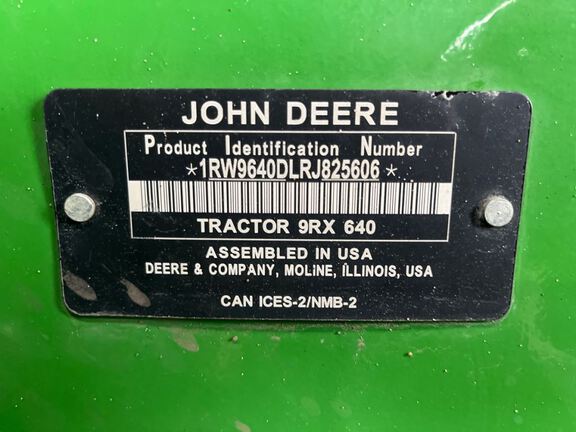 JOHN DEERE
Product Identification Number
*1RW9640DLRJ825606*
TRACTOR 9RX 640
ASSEMBLED IN USA
DEERE & COMPANY, MOLINE, ILLINOIS, USA
CAN ICES-2/NMB-2